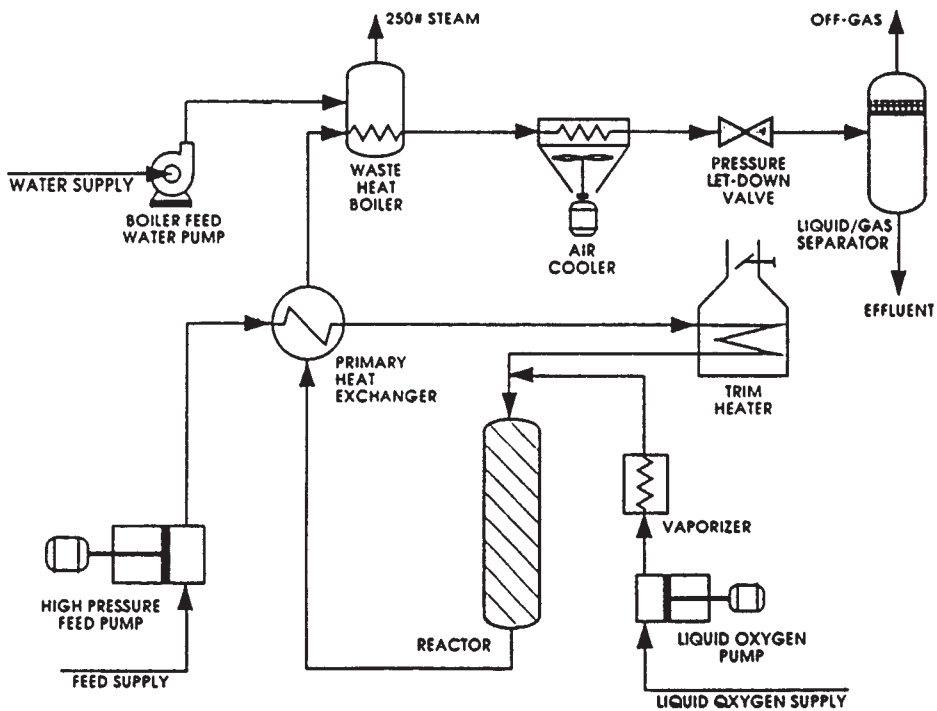 250# STEAM
OFF-GAS
WATER SUPPLY
BOILER FEED
WATER PUMP
WASTE
HEAT
BOILER
AIR
COOLER
PRESSURE
LET-DOWN
VALVE
LIQUID/GAS
SEPARATOR
EFFLUENT
PRIMARY
HEAT
EXCHANGER
TRIM
HEATER
VAPORIZER
HIGH PRESSURE
FEED PUMP
FEED SUPPLY
REACTOR
LIQUID OXYGEN
PUMP
LIQUID OXYGEN SUPPLY